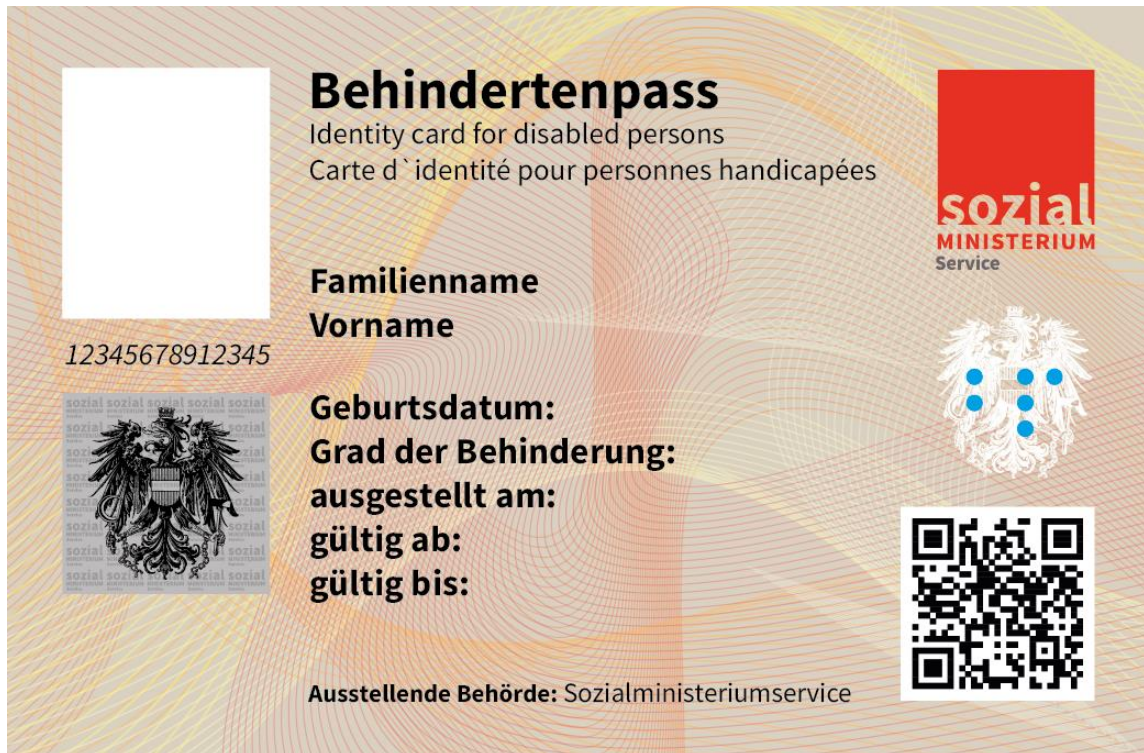 Behindertenpass
Identity card for disabled persons
Carte d`identité pour personnes handicapées
sozial
MINISTERIUM
Service
Familienname
Vorname
12345678912345
Geburtsdatum:
Grad der Behinderung:
ausgestellt am:
gültig ab:
gültig bis:
Ausstellende Behörde: Sozialministeriumservice